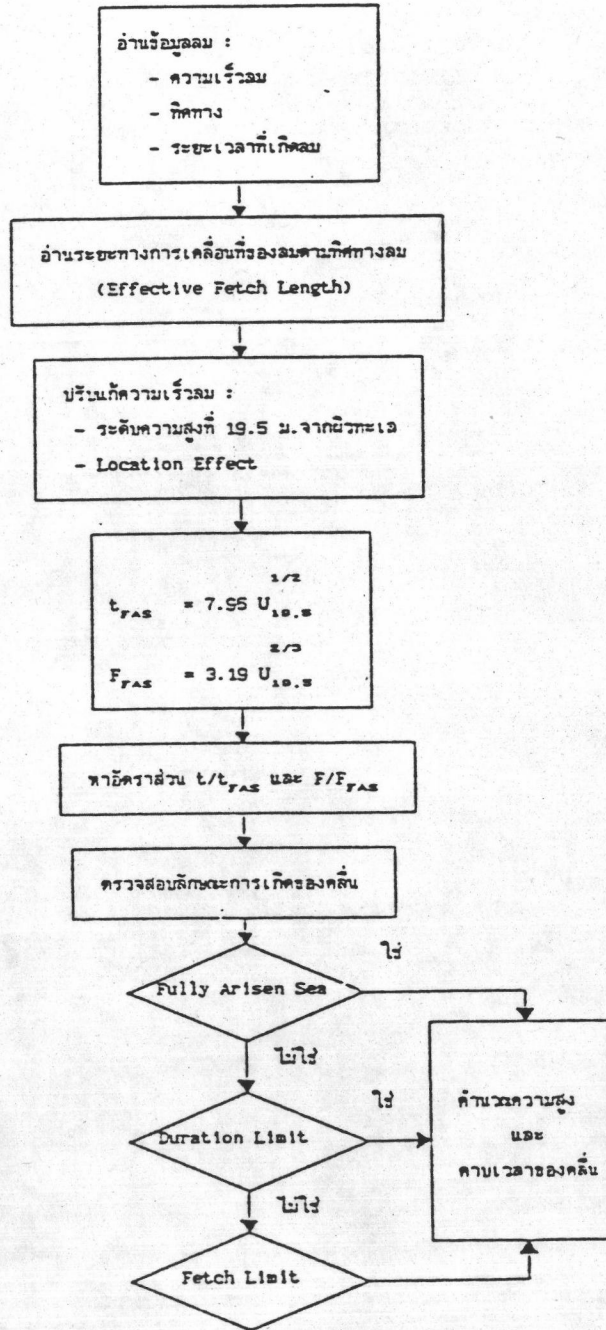 อ่านข้อมูลลม :
- ความเร็วลม
- ทิศทาง
- ระยะเวลาที่เกิดลม
อ่านระยะทางการเคลื่อนที่ของลมตามทิศทางลม
(Effective Fetch Length)
ปรับแก้ความเร็วลม :
- ระดับความสูงที่ 19.5 ม.จากผิวทะเล
- Location Effect
1/2
t_FAS = 7.95 U_19.5
2/3
F_FAS = 3.19 U_19.5
หาอัตราส่วน t/t_FAS และ F/F_FAS
ตรวจสอบลักษณะการเกิดของคลื่น
ใช่
Fully Arisen Sea
ไม่ใช่
ใช่
Duration Limit
คำนวณความสูง
และ
คาบเวลาของคลื่น
ไม่ใช่
Fetch Limit